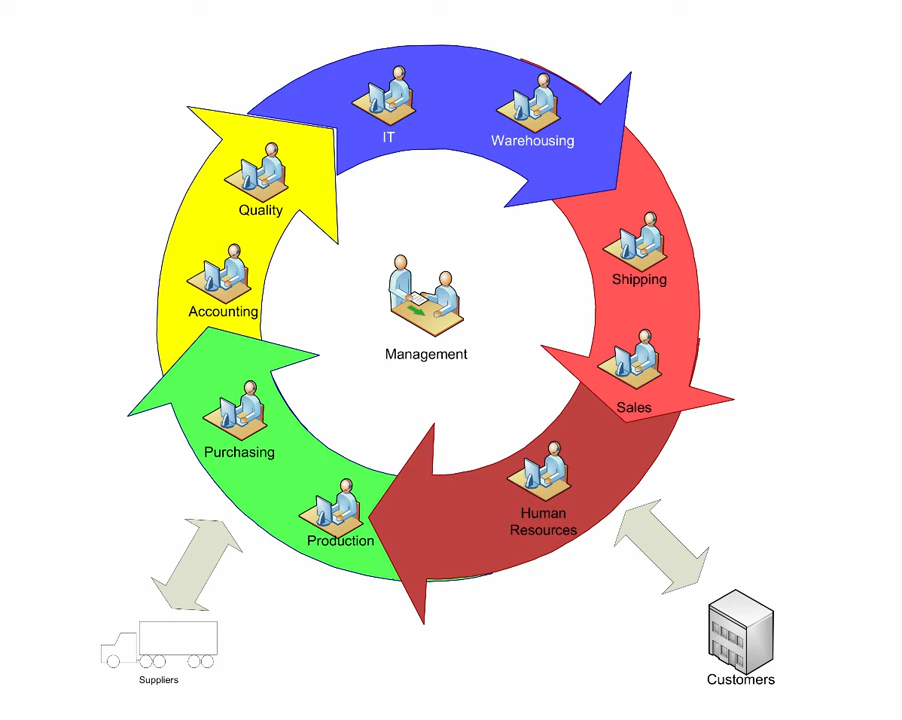 IT
Warehousing
Quality
Shipping
Accounting
Management
Sales
Purchasing
Human
Resources
Production
Suppliers
Customers